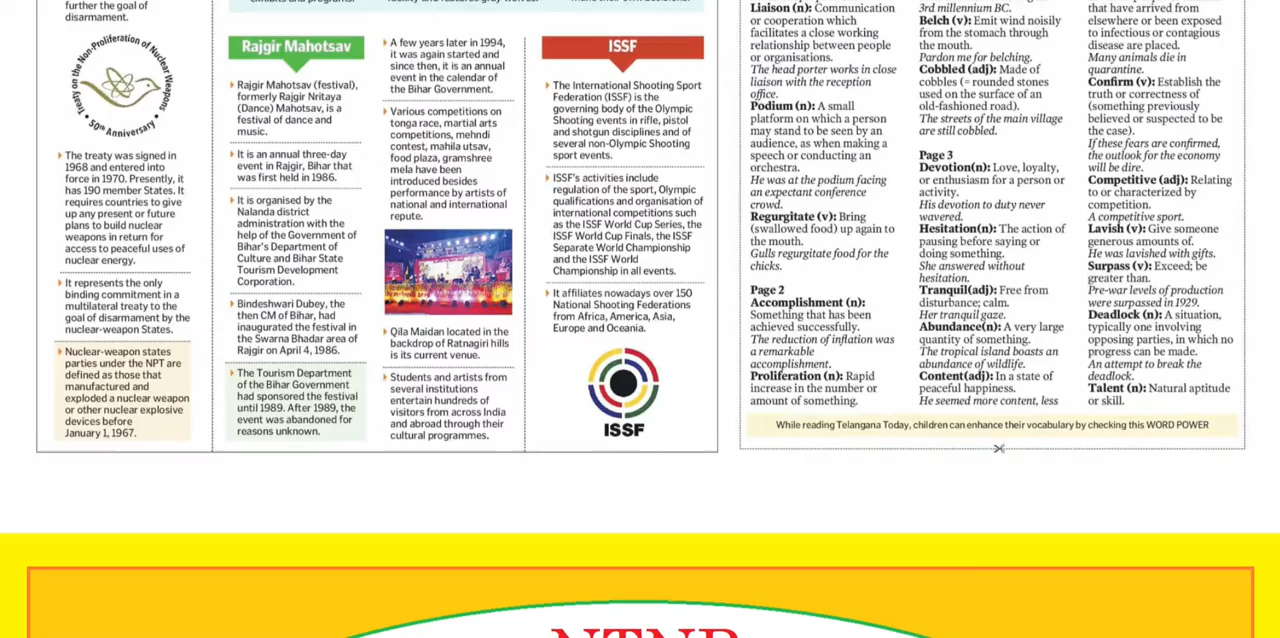 further the goal of
disarmament.
Treaty on the Non-Proliferation of Nuclear Weapons
• 50th Anniversary •
The treaty was signed in
1968 and entered into
force in 1970. Presently, it
has 190 member States. It
requires countries to give
up any present or future
plans to build nuclear
weapons in return for
access to peaceful uses of
nuclear energy.
It represents the only
binding commitment in a
multilateral treaty to the
goal of disarmament by the
nuclear-weapon States.
Nuclear-weapon states
parties under the NPT are
defined as those that
manufactured and
exploded a nuclear weapon
or other nuclear explosive
devices before
January 1, 1967.
Rajgir Mahotsav
Rajgir Mahotsav (festival),
formerly Rajgir Nritaya
(Dance) Mahotsav, is a
festival of dance and
music.
It is an annual three-day
event in Rajgir, Bihar that
was first held in 1986.
It is organised by the
Nalanda district
administration with the
help of the Government of
Bihar's Department of
Culture and Bihar State
Tourism Development
Corporation.
Bindeshwari Dubey, the
then CM of Bihar, had
inaugurated the festival in
the Swarna Bhadar area of
Rajgir on April 4, 1986.
The Tourism Department
of the Bihar Government
had sponsored the festival
until 1989. After 1989, the
event was abandoned for
reasons unknown.
A few years later in 1994,
it was again started and
since then, it is an annual
event in the calendar of
the Bihar Government.
Various competitions on
tonga race, martial arts
competitions, mehndi
contest, mahila utsav,
food plaza, gramshree
mela have been
introduced besides
performance by artists of
national and international
repute.
Qila Maidan located in the
backdrop of Ratnagiri hills
is its current venue.
Students and artists from
several institutions
entertain hundreds of
visitors from across India
and abroad through their
cultural programmes.
ISSF
The International Shooting Sport
Federation (ISSF) is the
governing body of the Olympic
Shooting events in rifle, pistol
and shotgun disciplines and of
several non-Olympic Shooting
sport events.
ISSF's activities include
regulation of the sport, Olympic
qualifications and organisation of
international competitions such
as the ISSF World Cup Series, the
ISSF World Cup Finals, the ISSF
Separate World Championship
and the ISSF World
Championship in all events.
It affiliates nowadays over 150
National Shooting Federations
from Africa, America, Asia,
Europe and Oceania.
ISSF
Liaison (n): Communication
or cooperation which
facilitates a close working
relationship between people
or organisations.
The head porter works in close
liaison with the reception
office.
Podium (n): A small
platform on which a person
may stand to be seen by an
audience, as when making a
speech or conducting an
orchestra.
He was at the podium facing
an expectant conference
crowd.
Regurgitate (v): Bring
(swallowed food) up again to
the mouth.
Gulls regurgitate food for the
chicks.
Page 2
Accomplishment (n):
Something that has been
achieved successfully.
The reduction of inflation was
a remarkable
accomplishment.
Proliferation (n): Rapid
increase in the number or
amount of something.
3rd millennium BC.
Belch (v): Emit wind noisily
from the stomach through
the mouth.
Pardon me for belching.
Cobbled (adj): Made of
cobbles (= rounded stones
used on the surface of an
old-fashioned road).
The streets of the main village
are still cobbled.
Page 3
Devotion(n): Love, loyalty,
or enthusiasm for a person or
activity.
His devotion to duty never
wavered.
Hesitation(n): The action of
pausing before saying or
doing something.
She answered without
hesitation.
Tranquil(adj): Free from
disturbance; calm.
Her tranquil gaze.
Abundance(n): A very large
quantity of something.
The tropical island boasts an
abundance of wildlife.
Content(adj): In a state of
peaceful happiness.
He seemed more content, less
that have arrived from
elsewhere or been exposed
to infectious or contagious
disease are placed.
Many animals die in
quarantine.
Confirm (v): Establish the
truth or correctness of
(something previously
believed or suspected to be
the case).
If these fears are confirmed,
the outlook for the economy
will be dire.
Competitive (adj): Relating
to or characterized by
competition.
A competitive sport.
Lavish (v): Give someone
generous amounts of.
He was lavished with gifts.
Surpass (v): Exceed; be
greater than.
Pre-war levels of production
were surpassed in 1929.
Deadlock (n): A situation,
typically one involving
opposing parties, in which no
progress can be made.
An attempt to break the
deadlock.
Talent (n): Natural aptitude
or skill.
While reading Telangana Today, children can enhance their vocabulary by checking this WORD POWER